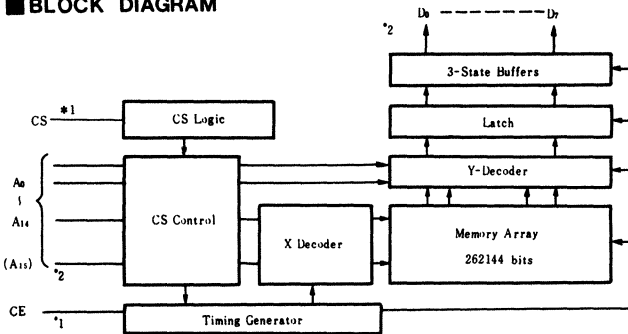 ■BLOCK DIAGRAM
D0 ---------- D7
*2
3-State Buffers
CS *1
CS Logic
Latch
Y-Decoder
A0
~
A14
(A15) *2
CS Control
X Decoder
Memory Array
262144 bits
CE *1
Timing Generator